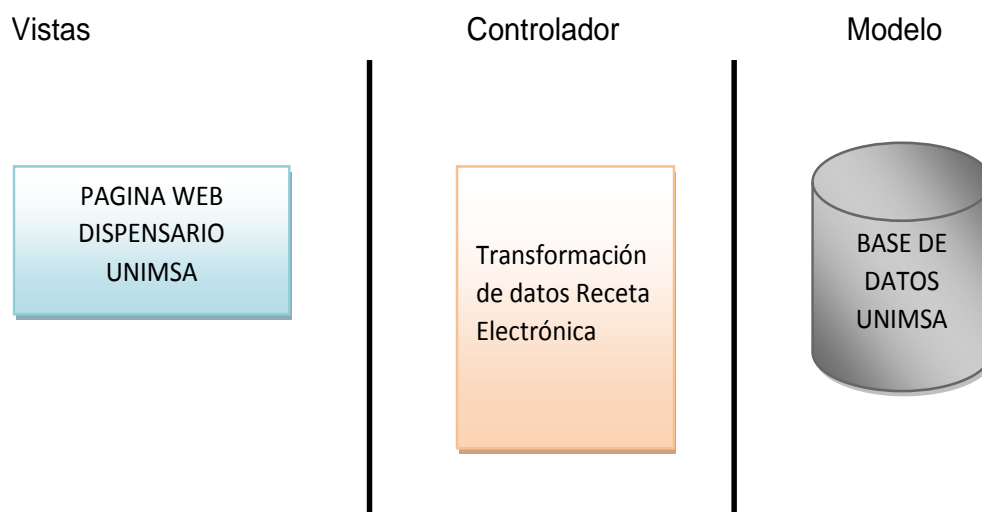 Vistas
Controlador
Modelo
PAGINA WEB
DISPENSARIO
UNIMSA
Transformación
de datos Receta
Electrónica
BASE DE
DATOS
UNIMSA